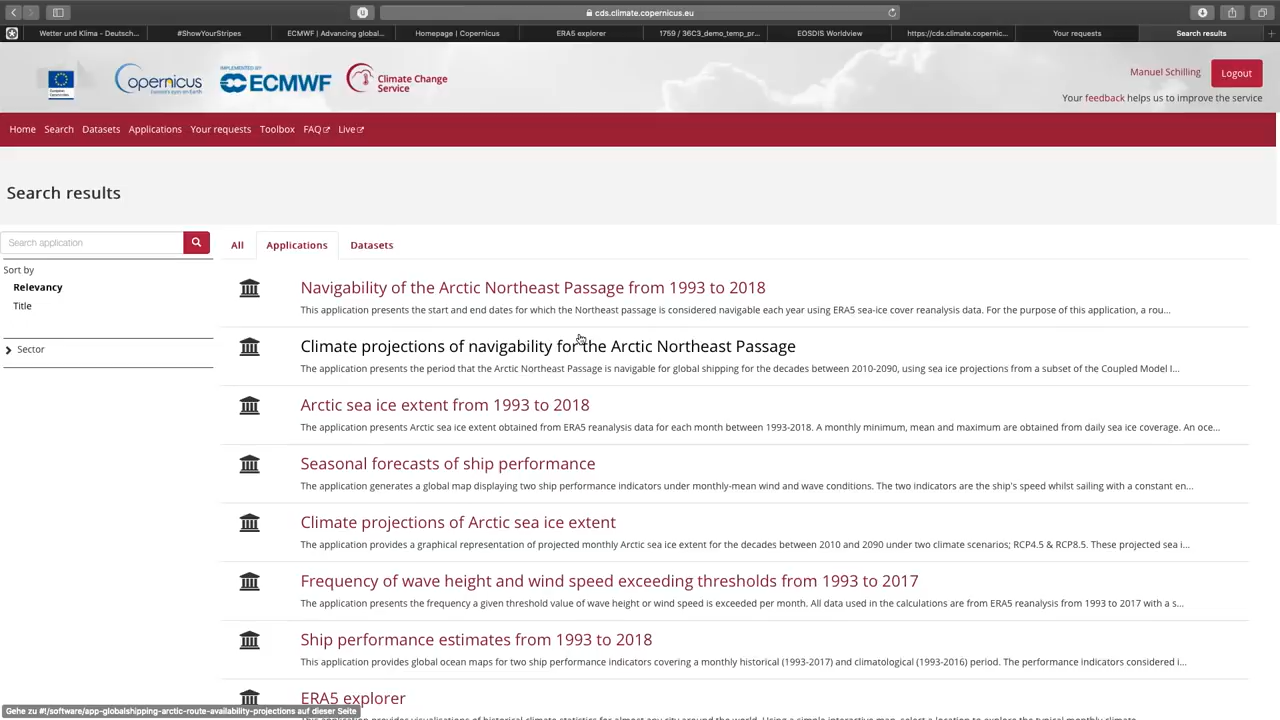 cds.climate.copernicus.eu
Wetter und Klima - Deutsch...
#ShowYourStripes
ECMWF | Advancing global...
Homepage | Copernicus
ERA5 explorer
1759 / 36C3_demo_temp_pr...
EOSDIS Worldview
https://cds.climate.copernic...
Your requests
Search results
opernicus
IMPLEMENTED BY
ECMWF
Climate Change
Service
Manuel Schilling
Logout
Your feedback helps us to improve the service
Home Search Datasets Applications Your requests Toolbox FAQ Live
Search results
Search application
All Applications Datasets
Sort by
Relevancy
Title
Sector
Navigability of the Arctic Northeast Passage from 1993 to 2018
This application presents the start and end dates for which the Northeast passage is considered navigable each year using ERA5 sea-ice cover reanalysis data. For the purpose of this application, a rou...
Climate projections of navigability for the Arctic Northeast Passage
The application presents the period that the Arctic Northeast Passage is navigable for global shipping for the decades between 2010-2090, using sea ice projections from a subset of the Coupled Model I...
Arctic sea ice extent from 1993 to 2018
The application presents Arctic sea ice extent obtained from ERA5 reanalysis data for each month between 1993-2018. A monthly minimum, mean and maximum are obtained from daily sea ice coverage. An oce...
Seasonal forecasts of ship performance
The application generates a global map displaying two ship performance indicators under monthly-mean wind and wave conditions. The two indicators are the ship's speed whilst sailing with a constant en...
Climate projections of Arctic sea ice extent
The application provides a graphical representation of projected monthly Arctic sea ice extent for the decades between 2010 and 2090 under two climate scenarios; RCP4.5 & RCP8.5. These projected sea i...
Frequency of wave height and wind speed exceeding thresholds from 1993 to 2017
The application presents the frequency a given threshold value of wave height or wind speed is exceeded per month. All data used in the calculations are from ERA5 reanalysis from 1993 to 2017 with a s...
Ship performance estimates from 1993 to 2018
This application provides global ocean maps for two ship performance indicators covering a monthly historical (1993-2017) and climatological (1993-2016) period. The performance indicators considered i...
ERA5 explorer
Gehe zu #!/software/app-globalshipping-arctic-route-availability-projections auf dieser Seite